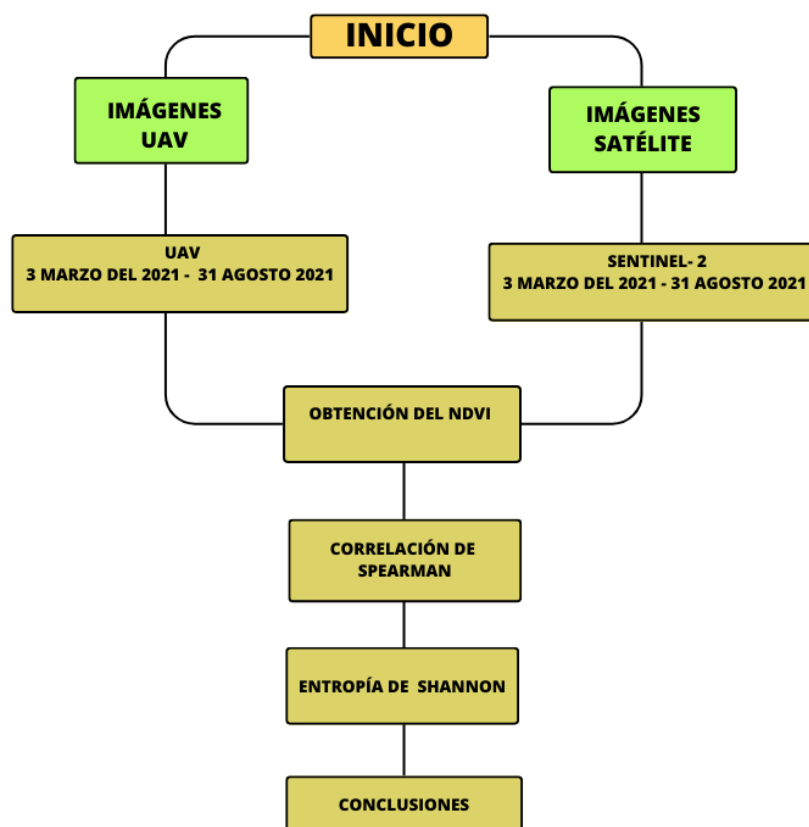 INICIO
IMÁGENES
UAV
IMÁGENES
SATÉLITE
UAV
3 MARZO DEL 2021 - 31 AGOSTO 2021
SENTINEL- 2
3 MARZO DEL 2021 - 31 AGOSTO 2021
OBTENCIÓN DEL NDVI
CORRELACIÓN DE
SPEARMAN
ENTROPÍA DE SHANNON
CONCLUSIONES